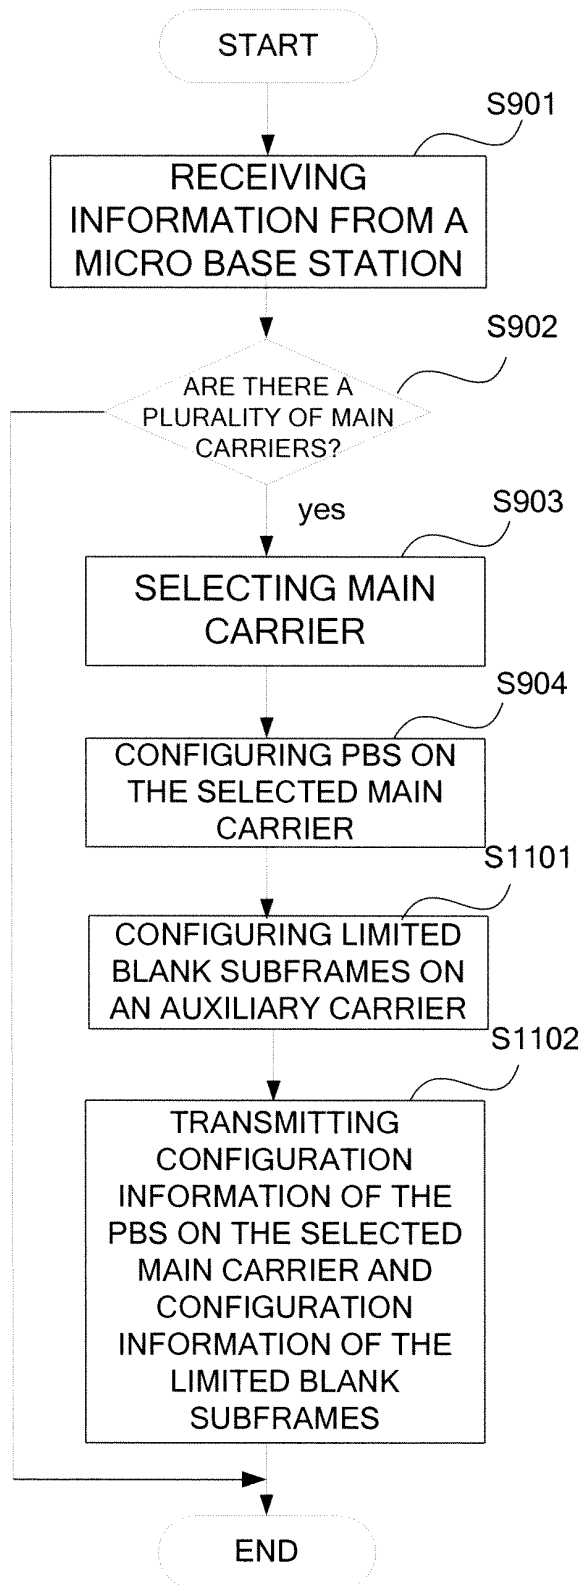 START
S901
RECEIVING
INFORMATION FROM A
MICRO BASE STATION
S902
ARE THERE A
PLURALITY OF MAIN
CARRIERS?
yes
S903
SELECTING MAIN
CARRIER
S904
CONFIGURING PBS ON
THE SELECTED MAIN
CARRIER
S1101
CONFIGURING LIMITED
BLANK SUBFRAMES ON
AN AUXILIARY CARRIER
S1102
TRANSMITTING
CONFIGURATION
INFORMATION OF THE
PBS ON THE SELECTED
MAIN CARRIER AND
CONFIGURATION
INFORMATION OF THE
LIMITED BLANK
SUBFRAMES
END